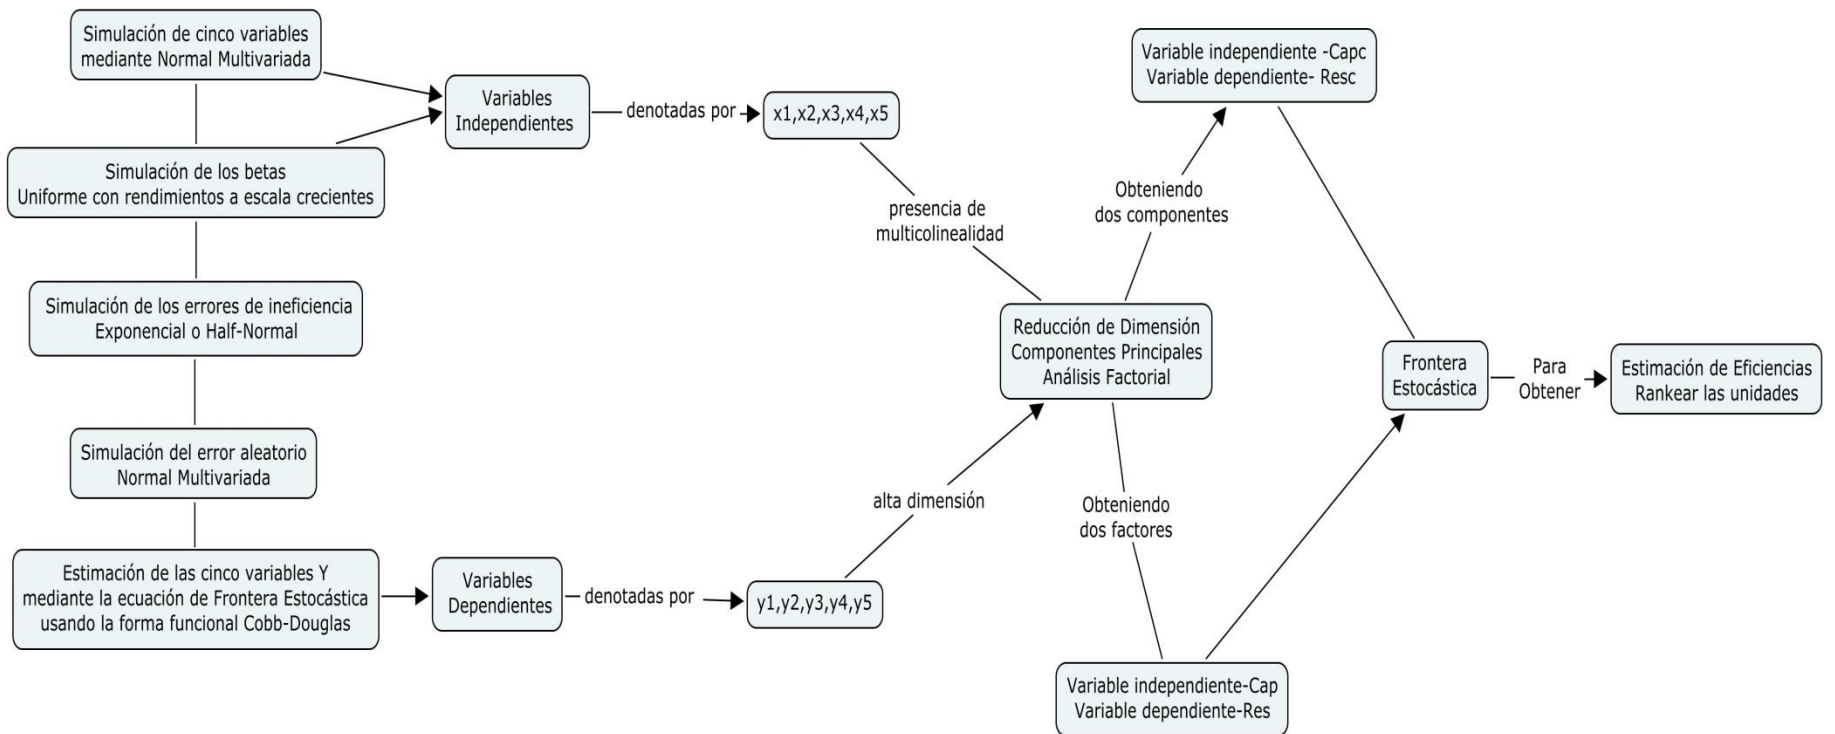 Simulación de cinco variables
mediante Normal Multivariada
Simulación de los betas
Uniforme con rendimientos a escala crecientes
Simulación de los errores de ineficiencia
Exponencial o Half-Normal
Simulación del error aleatorio
Normal Multivariada
Estimación de las cinco variables Y
mediante la ecuación de Frontera Estocástica
usando la forma funcional Cobb-Douglas
Variables
Independientes
denotadas por
x1,x2,x3,x4,x5
presencia de
multicolinealidad
Variables
Dependientes
denotadas por
y1,y2,y3,y4,y5
alta dimensión
Reducción de Dimensión
Componentes Principales
Análisis Factorial
Obteniendo
dos componentes
Variable independiente -Capc
Variable dependiente- Resc
Obteniendo
dos factores
Variable independiente-Cap
Variable dependiente-Res
Frontera
Estocástica
Para
Obtener
Estimación de Eficiencias
Rankear las unidades